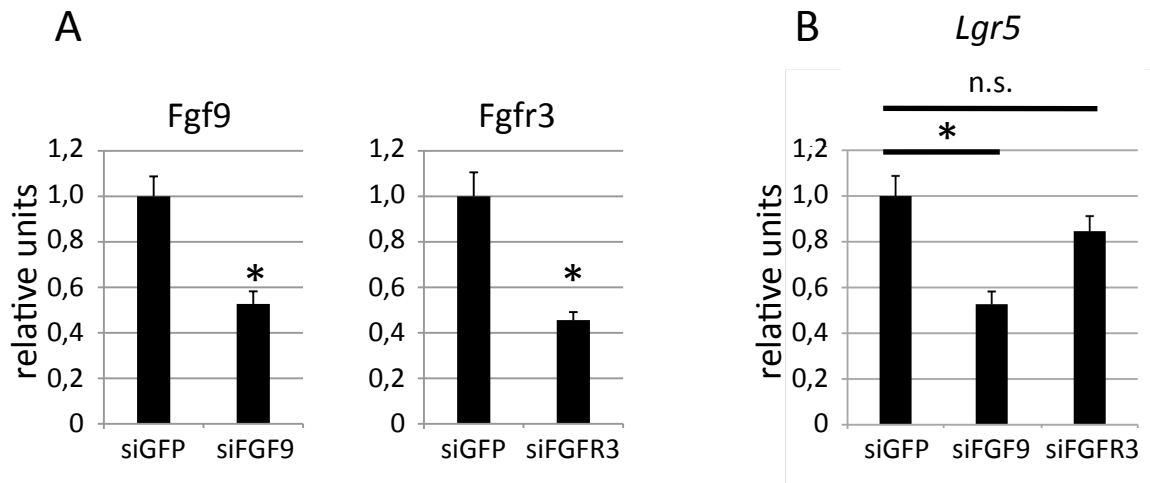 A
Fgf9
relative units
1,2
1,0
0,8
0,6
0,4
0,2
0
*
siGFP siFGF9
Fgfr3
1,2
1,0
0,8
0,6
0,4
0,2
0
*
siGFP siFGFR3
B
Lgr5
n.s.
*
relative units
1,2
1,0
0,8
0,6
0,4
0,2
0
siGFP siFGF9 siFGFR3